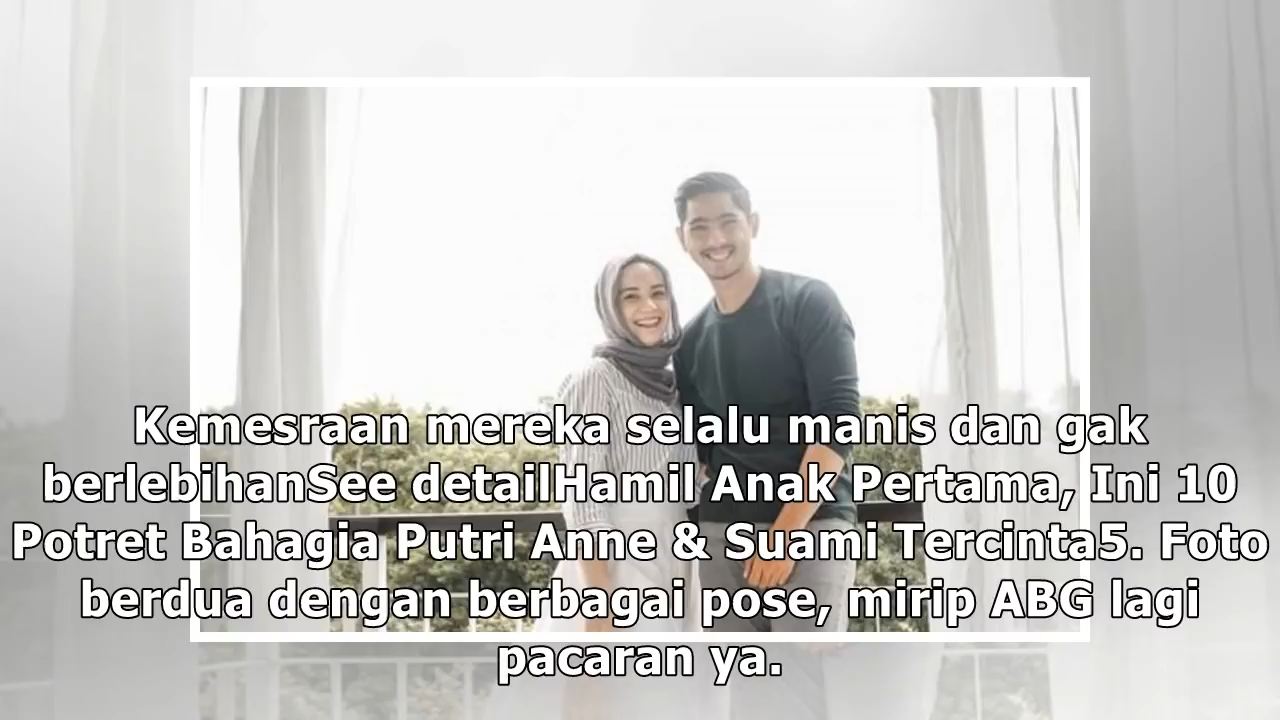 Kemesraan mereka selalu manis dan gak
berlebihanSee detailHamil Anak Pertama, Ini 10
Potret Bahagia Putri Anne & Suami Tercinta5. Foto
berdua dengan berbagai pose, mirip ABG lagi
pacaran ya.